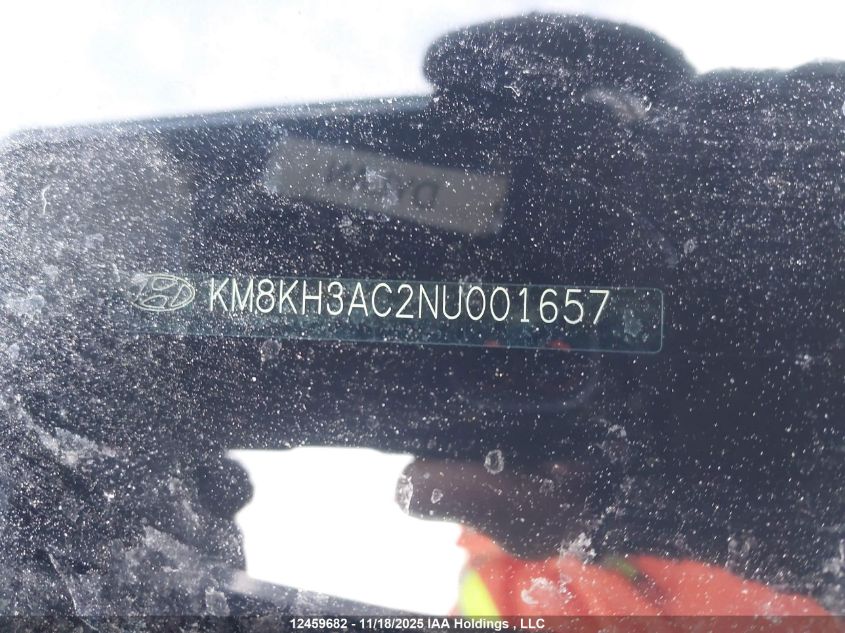 KM8KH3AC2NU001657
12459682 - 11/18/2025 IAA Holdings , LLC